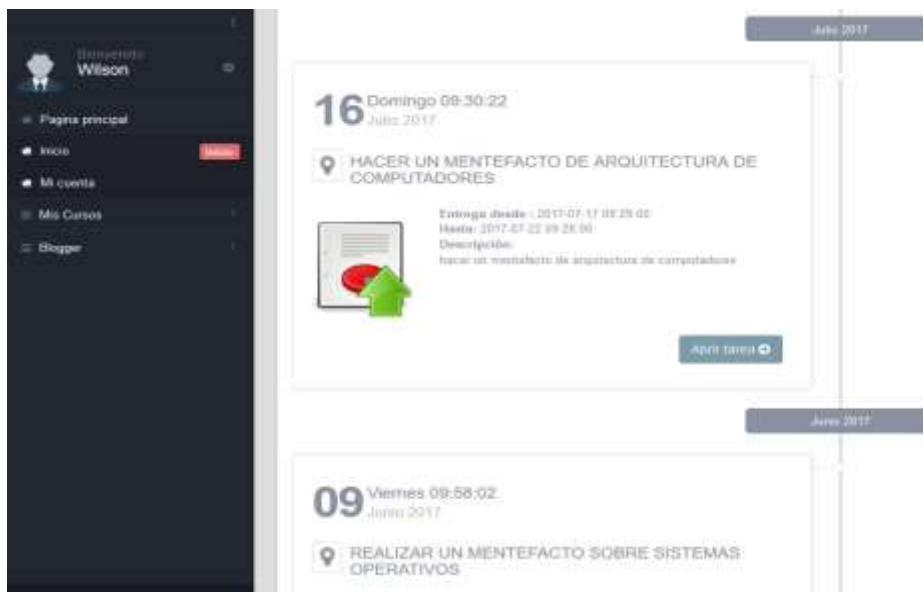 Bienvenido
Wilson
Pagina principal
Inicio
Mi cuenta
Mis Cursos
Blogger
Julio 2017
16 Domingo 09:30:22
Julio 2017
HACER UN MENTEFACTO DE ARQUITECTURA DE
COMPUTADORES
Entrega desde : 2017-07-17 09:28:00
Hasta: 2017-07-22 09:28:00
Descripción:
hacer un mentefacto de arquitectura de computadores
Abrir tarea
Junio 2017
09 Viernes 09:58:02
Junio 2017
REALIZAR UN MENTEFACTO SOBRE SISTEMAS
OPERATIVOS